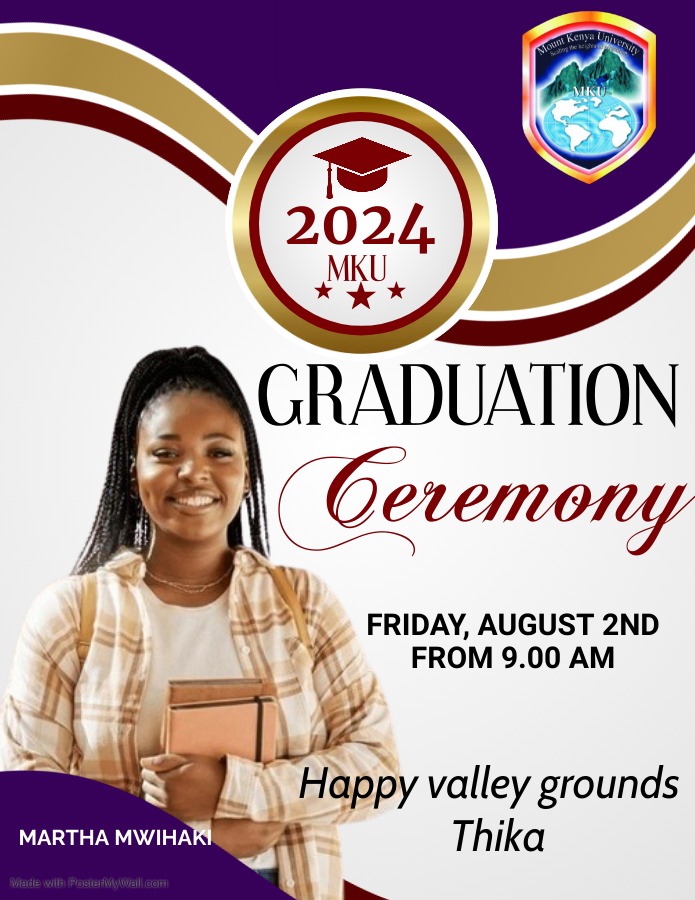 Mount Kenya University
MKU
2024
MKU
GRADUATION
Ceremony
FRIDAY, AUGUST 2ND
FROM 9.00 AM
Happy valley grounds
Thika
MARTHA MWIHAKI
Made with PosterMyWall.com